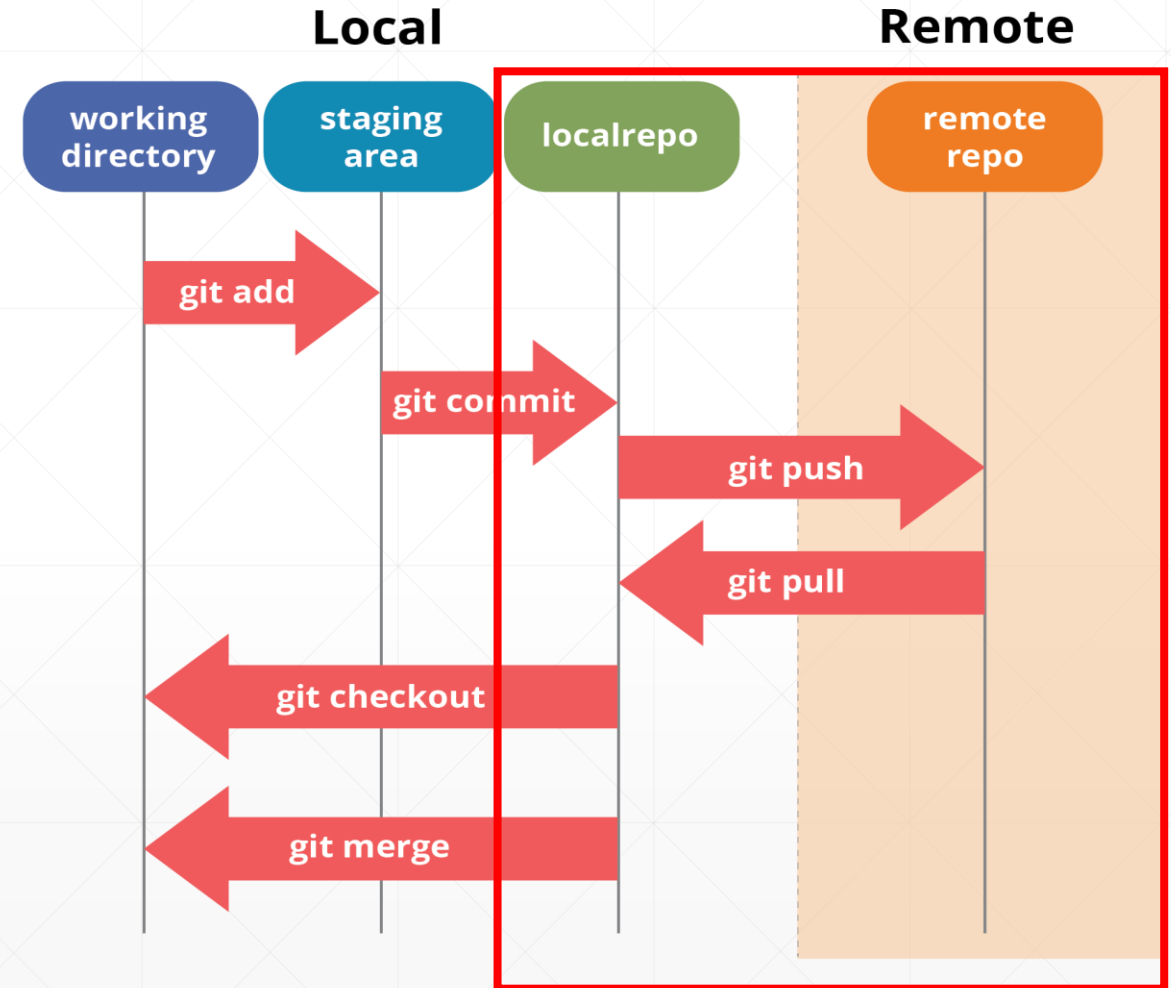 Local
Remote
working
directory
staging
area
localrepo
remote
repo
git add
git commit
git push
git pull
git checkout
git merge